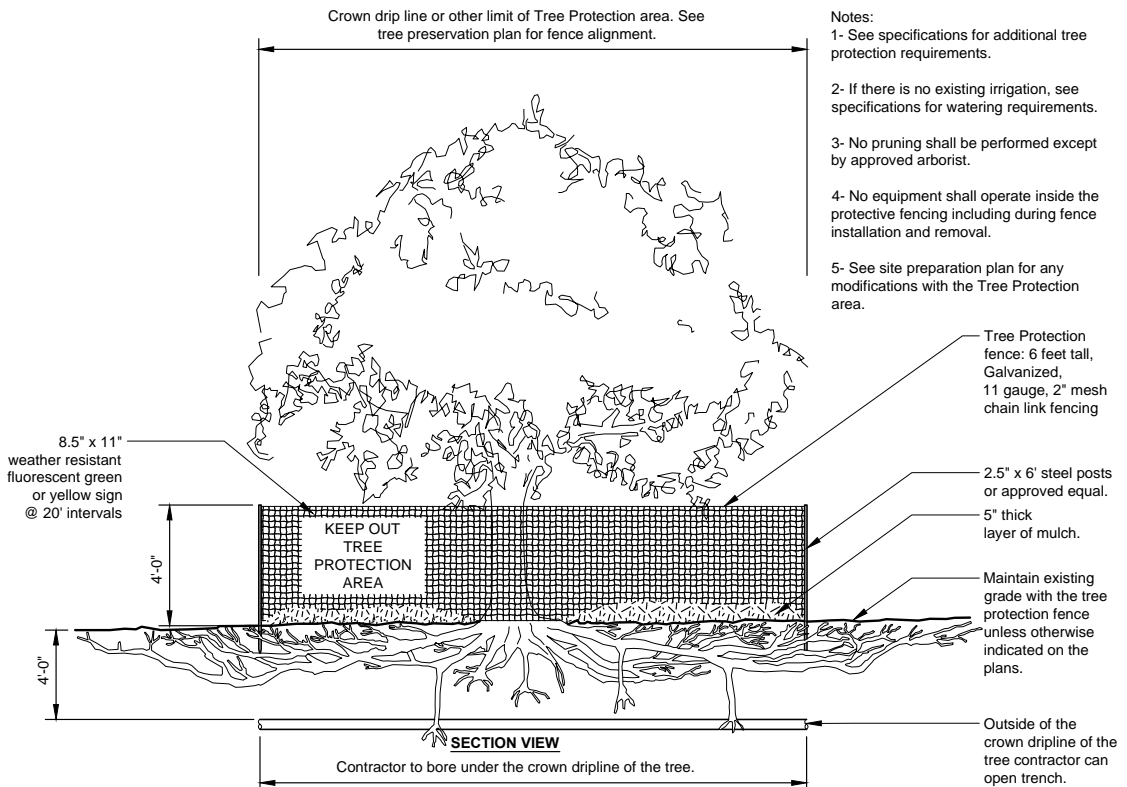 Crown drip line or other limit of Tree Protection area. See
tree preservation plan for fence alignment.
Notes:
1- See specifications for additional tree
protection requirements.
2- If there is no existing irrigation, see
specifications for watering requirements.
3- No pruning shall be performed except
by approved arborist.
4- No equipment shall operate inside the
protective fencing including during fence
installation and removal.
5- See site preparation plan for any
modifications with the Tree Protection
area.
Tree Protection
fence: 6 feet tall,
Galvanized,
11 gauge, 2" mesh
chain link fencing
8.5" x 11"
weather resistant
fluorescent green
or yellow sign
@ 20' intervals
2.5" x 6' steel posts
or approved equal.
5" thick
layer of mulch.
KEEP OUT
TREE
PROTECTION
AREA
4'-0"
Maintain existing
grade with the tree
protection fence
unless otherwise
indicated on the
plans.
4'-0"
Outside of the
crown dripline of the
tree contractor can
open trench.
SECTION VIEW
Contractor to bore under the crown dripline of the tree.